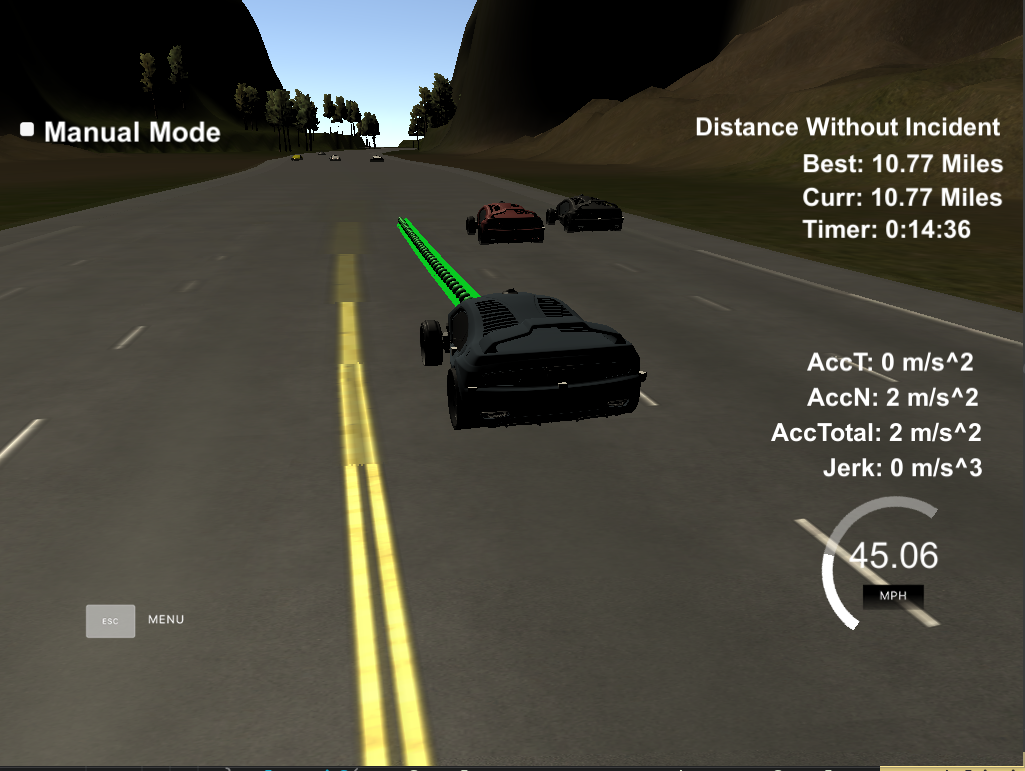 Manual Mode
Distance Without Incident
Best: 10.77 Miles
Curr: 10.77 Miles
Timer: 0:14:36
AccT: 0 m/s^2
AccN: 2 m/s^2
AccTotal: 2 m/s^2
Jerk: 0 m/s^3
45.06
MPH
ESC MENU